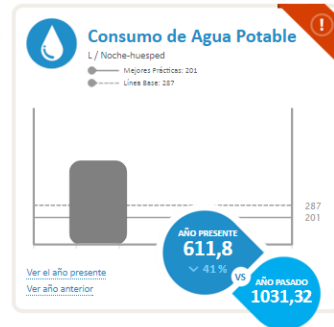 Consumo de Agua Potable
L / Noche-huesped
Mejores Prácticas: 201
Línea Base: 287
287
201
AÑO PRESENTE
611,8
41%
VS
AÑO PASADO
1031,32
Ver el año presente
Ver año anterior
!